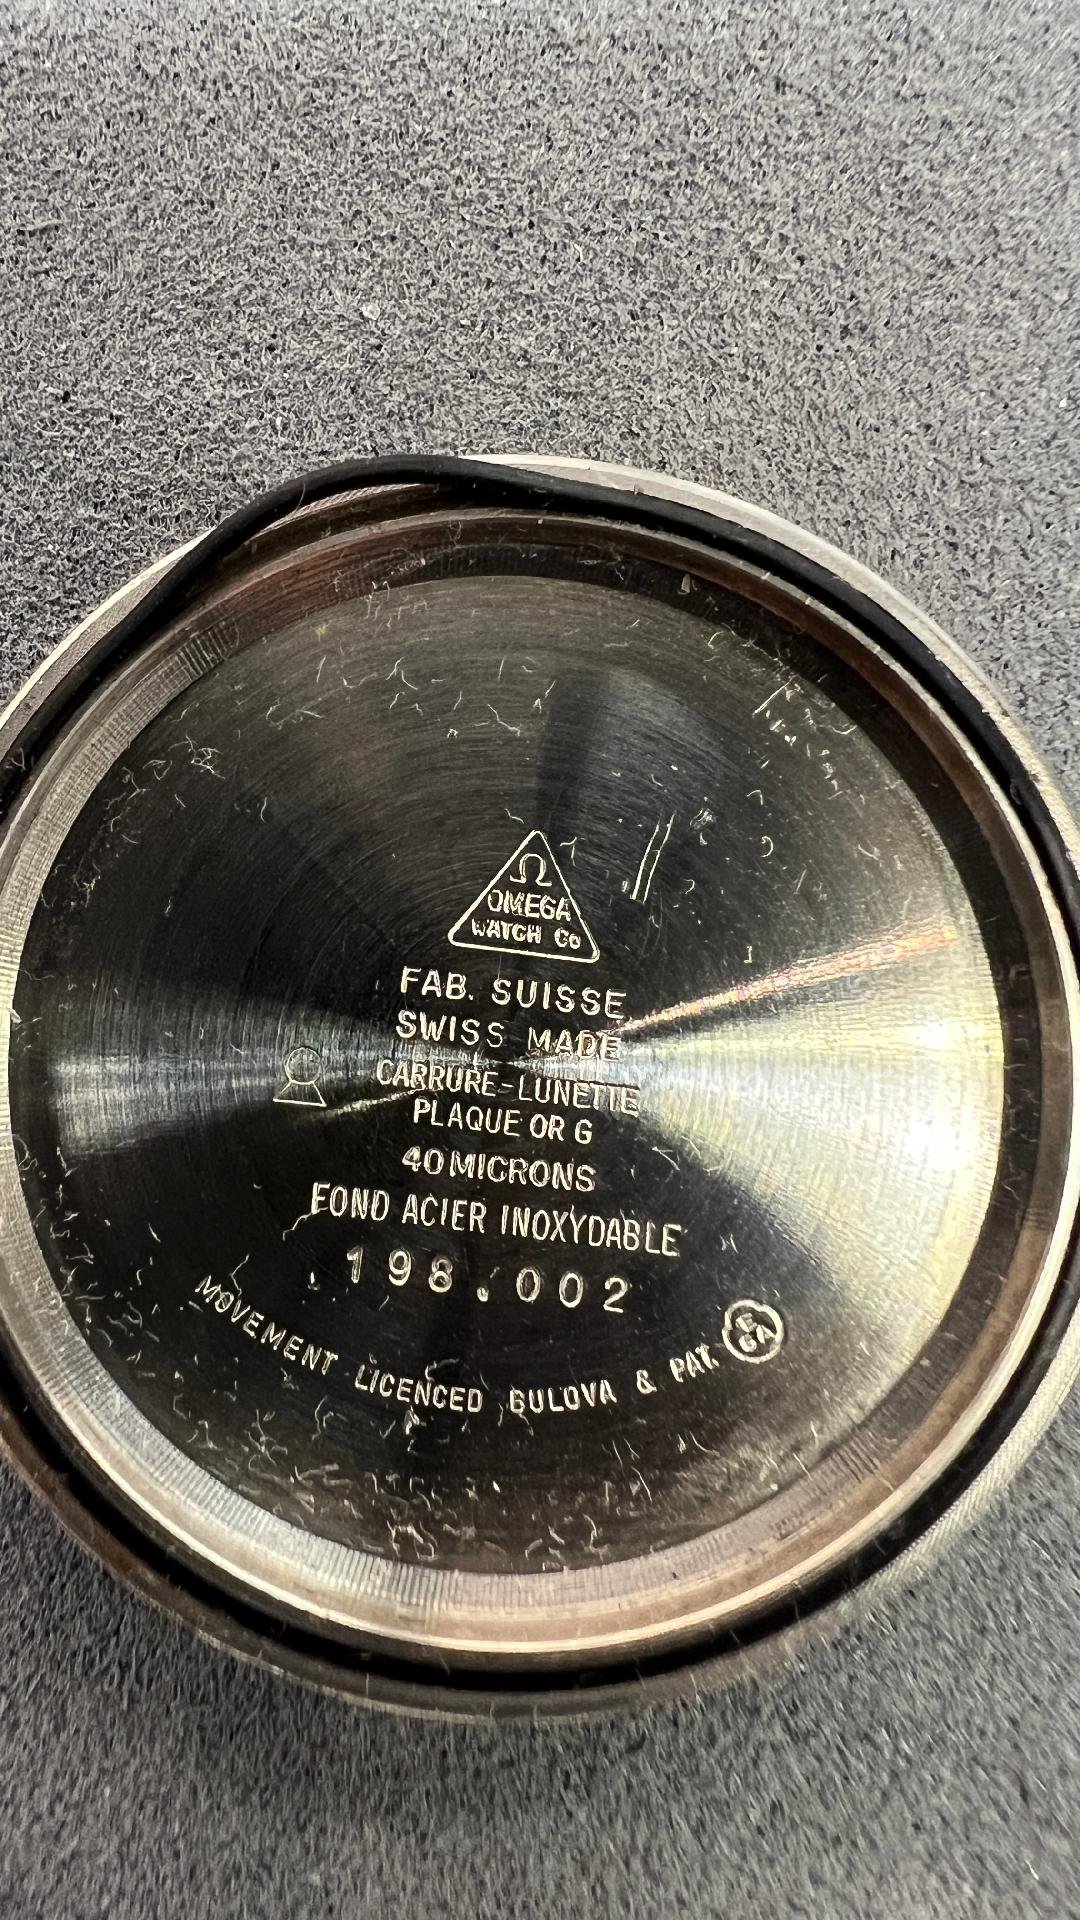 Ω
OMEGA
WATCH Co
FAB. SUISSE
SWISS MADE
CARRURE-LUNETTE
PLAQUE OR G
40 MICRONS
FOND ACIER INOXYDABLE
198.002
MOVEMENT LICENCED BULOVA & PAT.